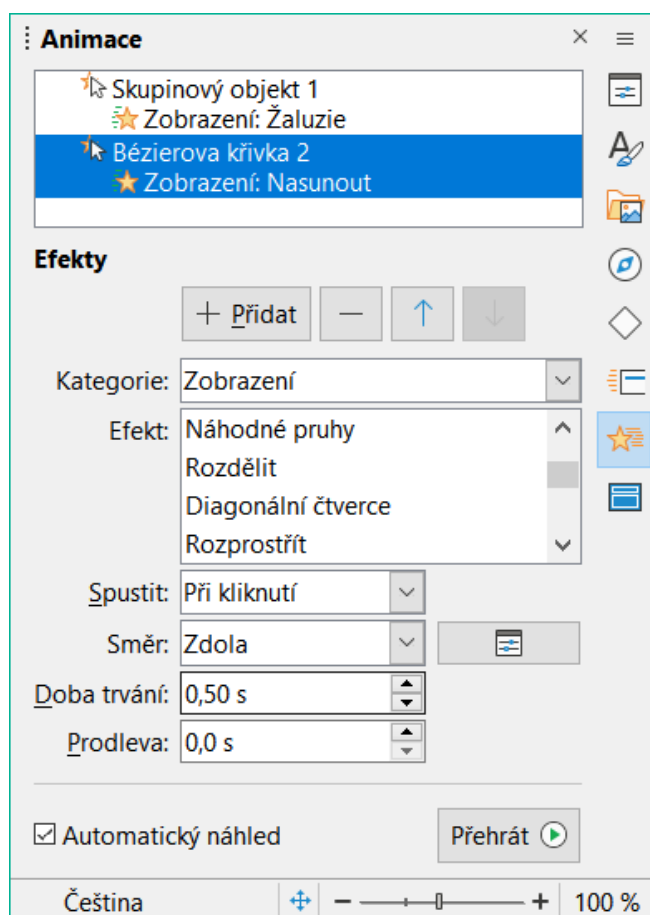 Animace
Skupinový objekt 1
Zobrazení: Žaluzie
Bézierova křivka 2
Zobrazení: Nasunout
Efekty
Přidat
Kategorie: Zobrazení
Efekt: Náhodné pruhy
Rozdělit
Diagonální čtverce
Rozprostřít
Spustit: Při kliknutí
Směr: Zdola
Doba trvání: 0,50 s
Prodleva: 0,0 s
Automatický náhled Přehrát
Čeština 100 %